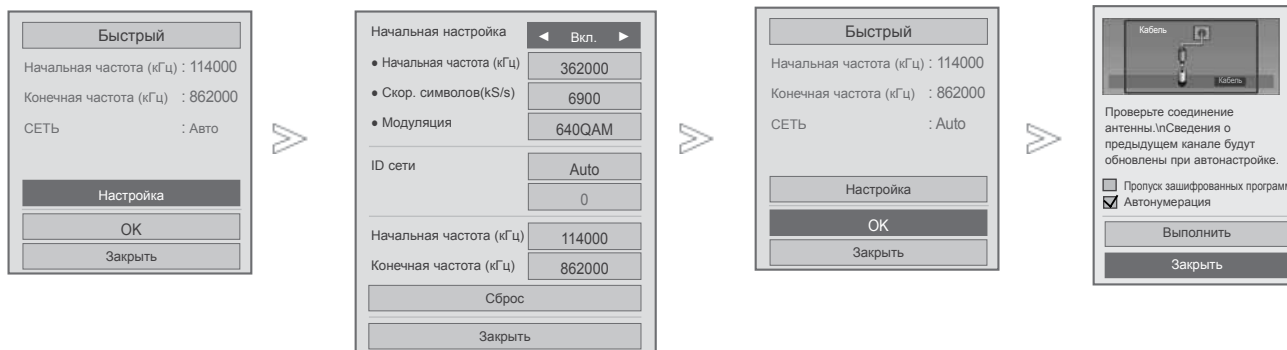 Быстрый
Начальная частота (кГц) : 114000
Конечная частота (кГц) : 862000
СЕТЬ : Авто
Настройка
OK
Закрыть
Начальная настройка ◄ Вкл. ►
● Начальная частота (кГц) 362000
● Скор. символов(kS/s) 6900
● Модуляция 640QAM
ID сети Auto
0
Начальная частота (кГц) 114000
Конечная частота (кГц) 862000
Сброс
Закрыть
Быстрый
Начальная частота (кГц) : 114000
Конечная частота (кГц) : 862000
СЕТЬ : Auto
Настройка
OK
Закрыть
Кабель
Кабель
Проверьте соединение
антенны.\nСведения о
предыдущем канале будут
обновлены при автонастройке.
Пропуск зашифрованных программ
Автонумерация
Выполнить
Закрыть